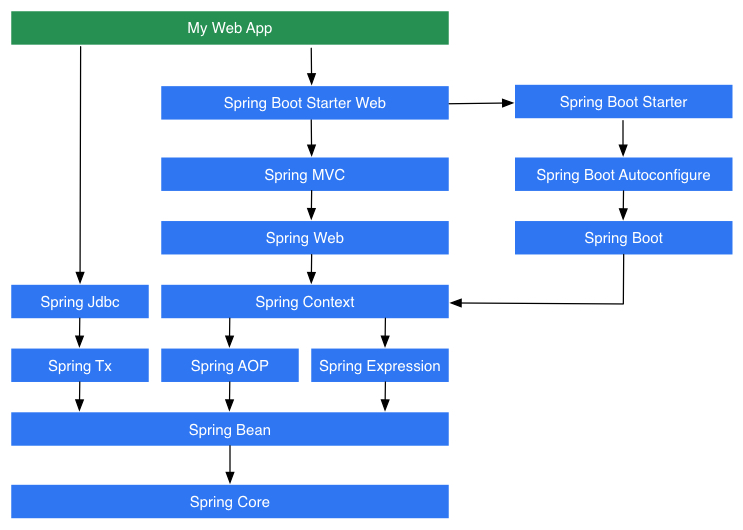 My Web App
Spring Boot Starter Web
Spring Boot Starter
Spring MVC
Spring Boot Autoconfigure
Spring Web
Spring Boot
Spring Jdbc
Spring Context
Spring Tx
Spring AOP
Spring Expression
Spring Bean
Spring Core